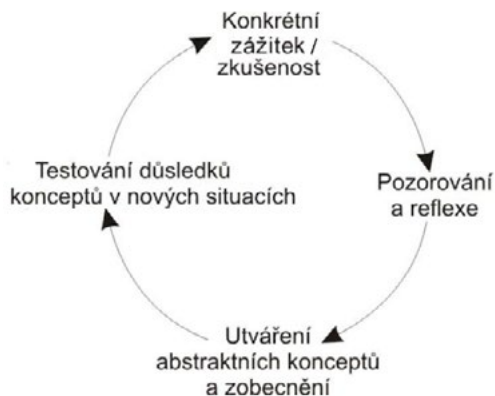 Konkrétní
zážitek /
zkušenost
Pozorování
a reflexe
Utváření
abstraktních konceptů
a zobecnění
Testování důsledků
konceptů v nových situacích